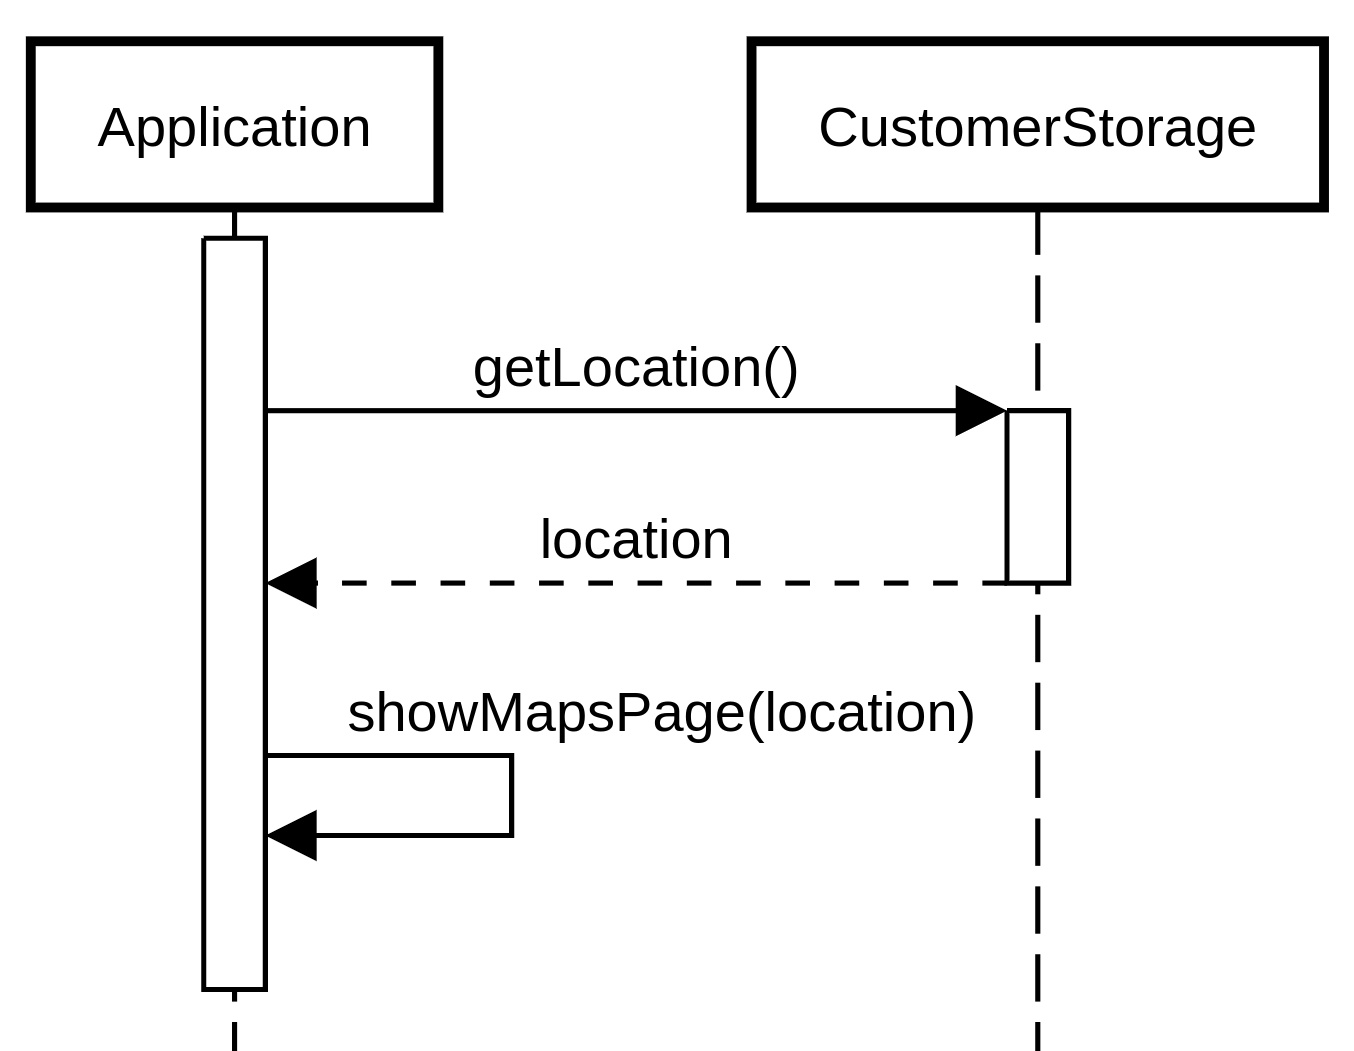 Application
CustomerStorage
getLocation()
location
showMapsPage(location)